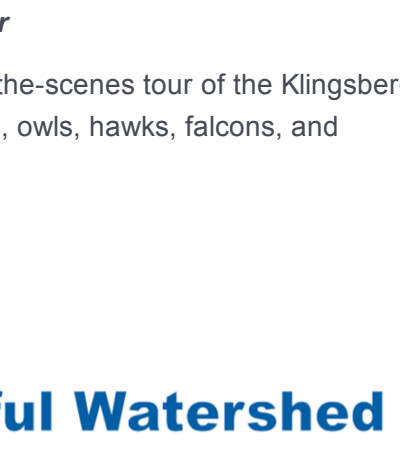 r
the-scenes tour of the Klingsber
, owls, hawks, falcons, and
ful Watershed